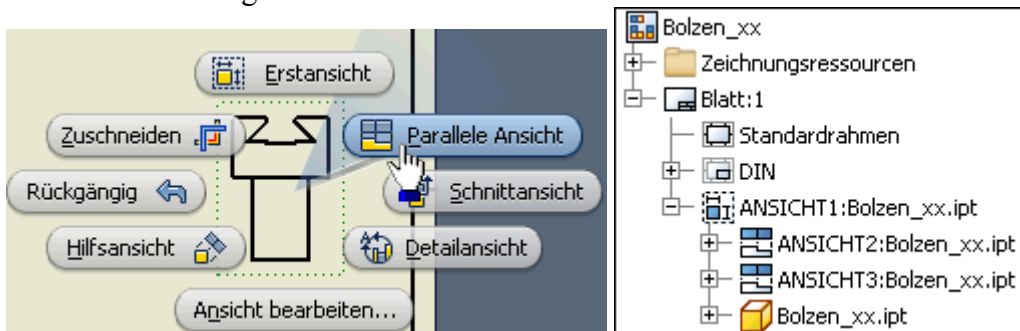 Erstansicht
Zuschneiden
Parallele Ansicht
Rückgängig
Schnittansicht
Hilfsansicht
Detailansicht
Ansicht bearbeiten...
Bolzen_xx
Zeichnungsressourcen
Blatt:1
Standardrahmen
DIN
ANSICHT1:Bolzen_xx.ipt
ANSICHT2:Bolzen_xx.ipt
ANSICHT3:Bolzen_xx.ipt
Bolzen_xx.ipt